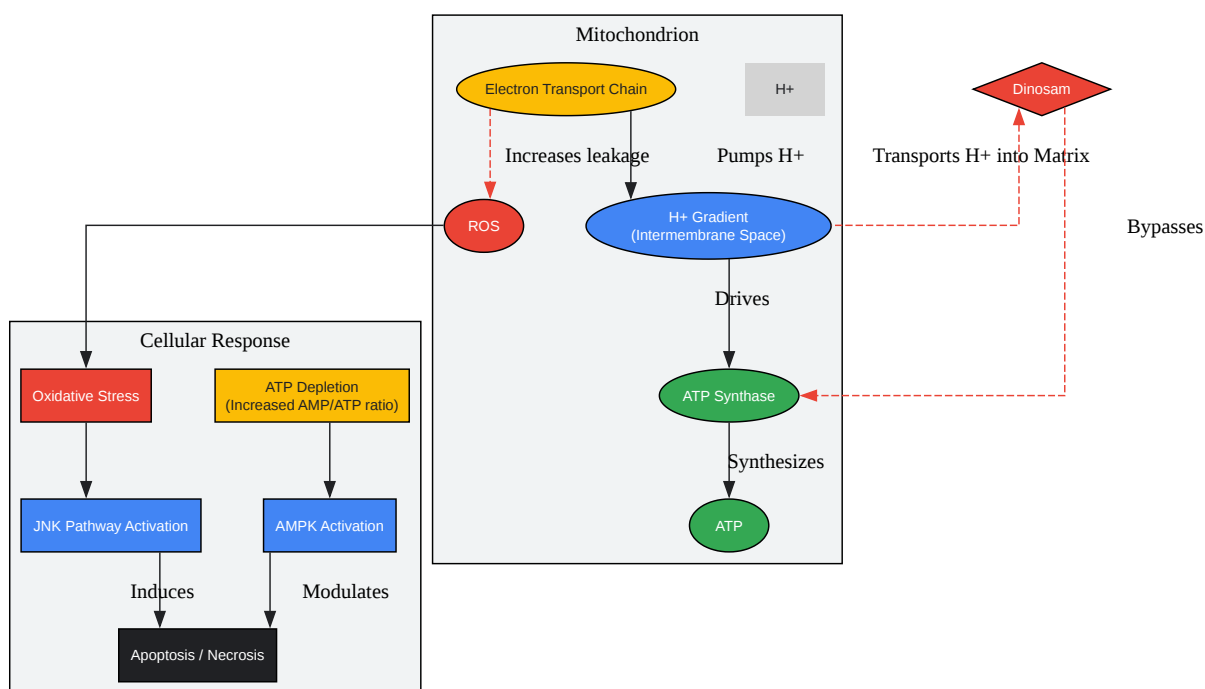 Mitochondrion
Electron Transport Chain
H+
Dinosam
Increases leakage
Pumps H+
Transports H+ into Matrix
ROS
H+ Gradient
(Intermembrane Space)
Bypasses
Drives
Cellular Response
Oxidative Stress
ATP Depletion
(Increased AMP/ATP ratio)
ATP Synthase
Synthesizes
JNK Pathway Activation
AMPK Activation
ATP
Induces
Modulates
Apoptosis / Necrosis